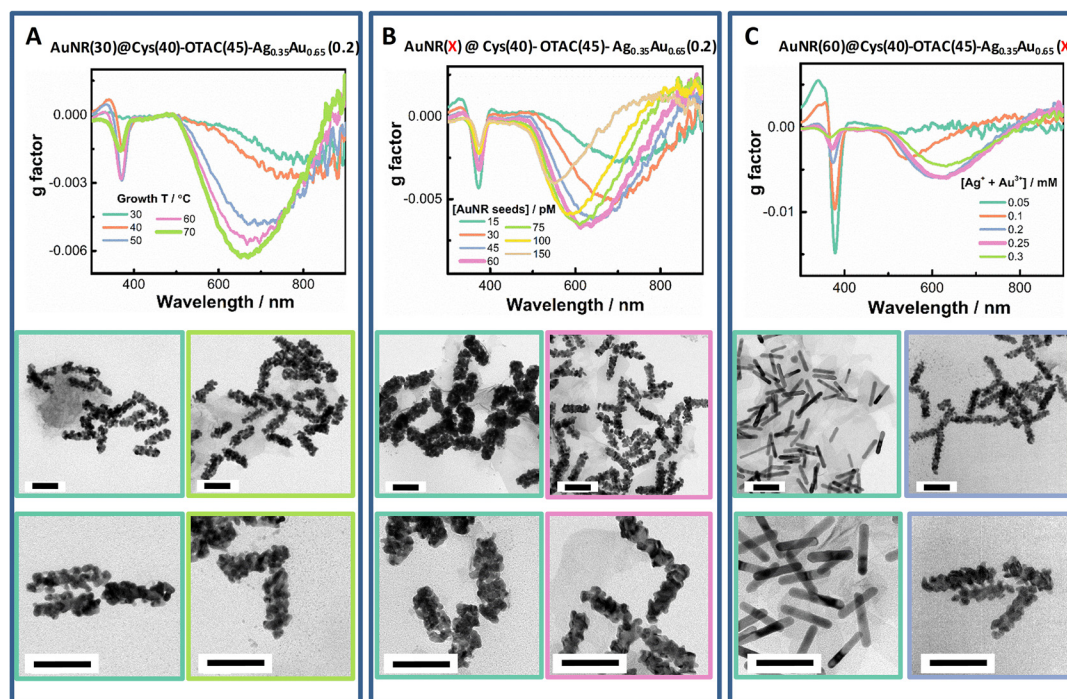 A
AuNR(30)@Cys(40)-OTAC(45)-Ag0.35Au0.65 (0.2)
0.000
-0.003
-0.006
g factor
Growth T / °C
30
40
50
60
70
400
600
800
Wavelength / nm
B
AuNR(X) @ Cys(40)- OTAC(45)- Ag0.35Au0.65(0.2)
0.000
-0.005
g factor
[AuNR seeds] / pM
15
30
45
60
75
100
150
400
600
800
Wavelength / nm
C
AuNR(60)@Cys(40)-OTAC(45)-Ag0.35Au0.65 (X
0.00
-0.01
g factor
[Ag+ + Au3+] / mM
0.05
0.1
0.2
0.25
0.3
400
600
800
Wavelength / nm